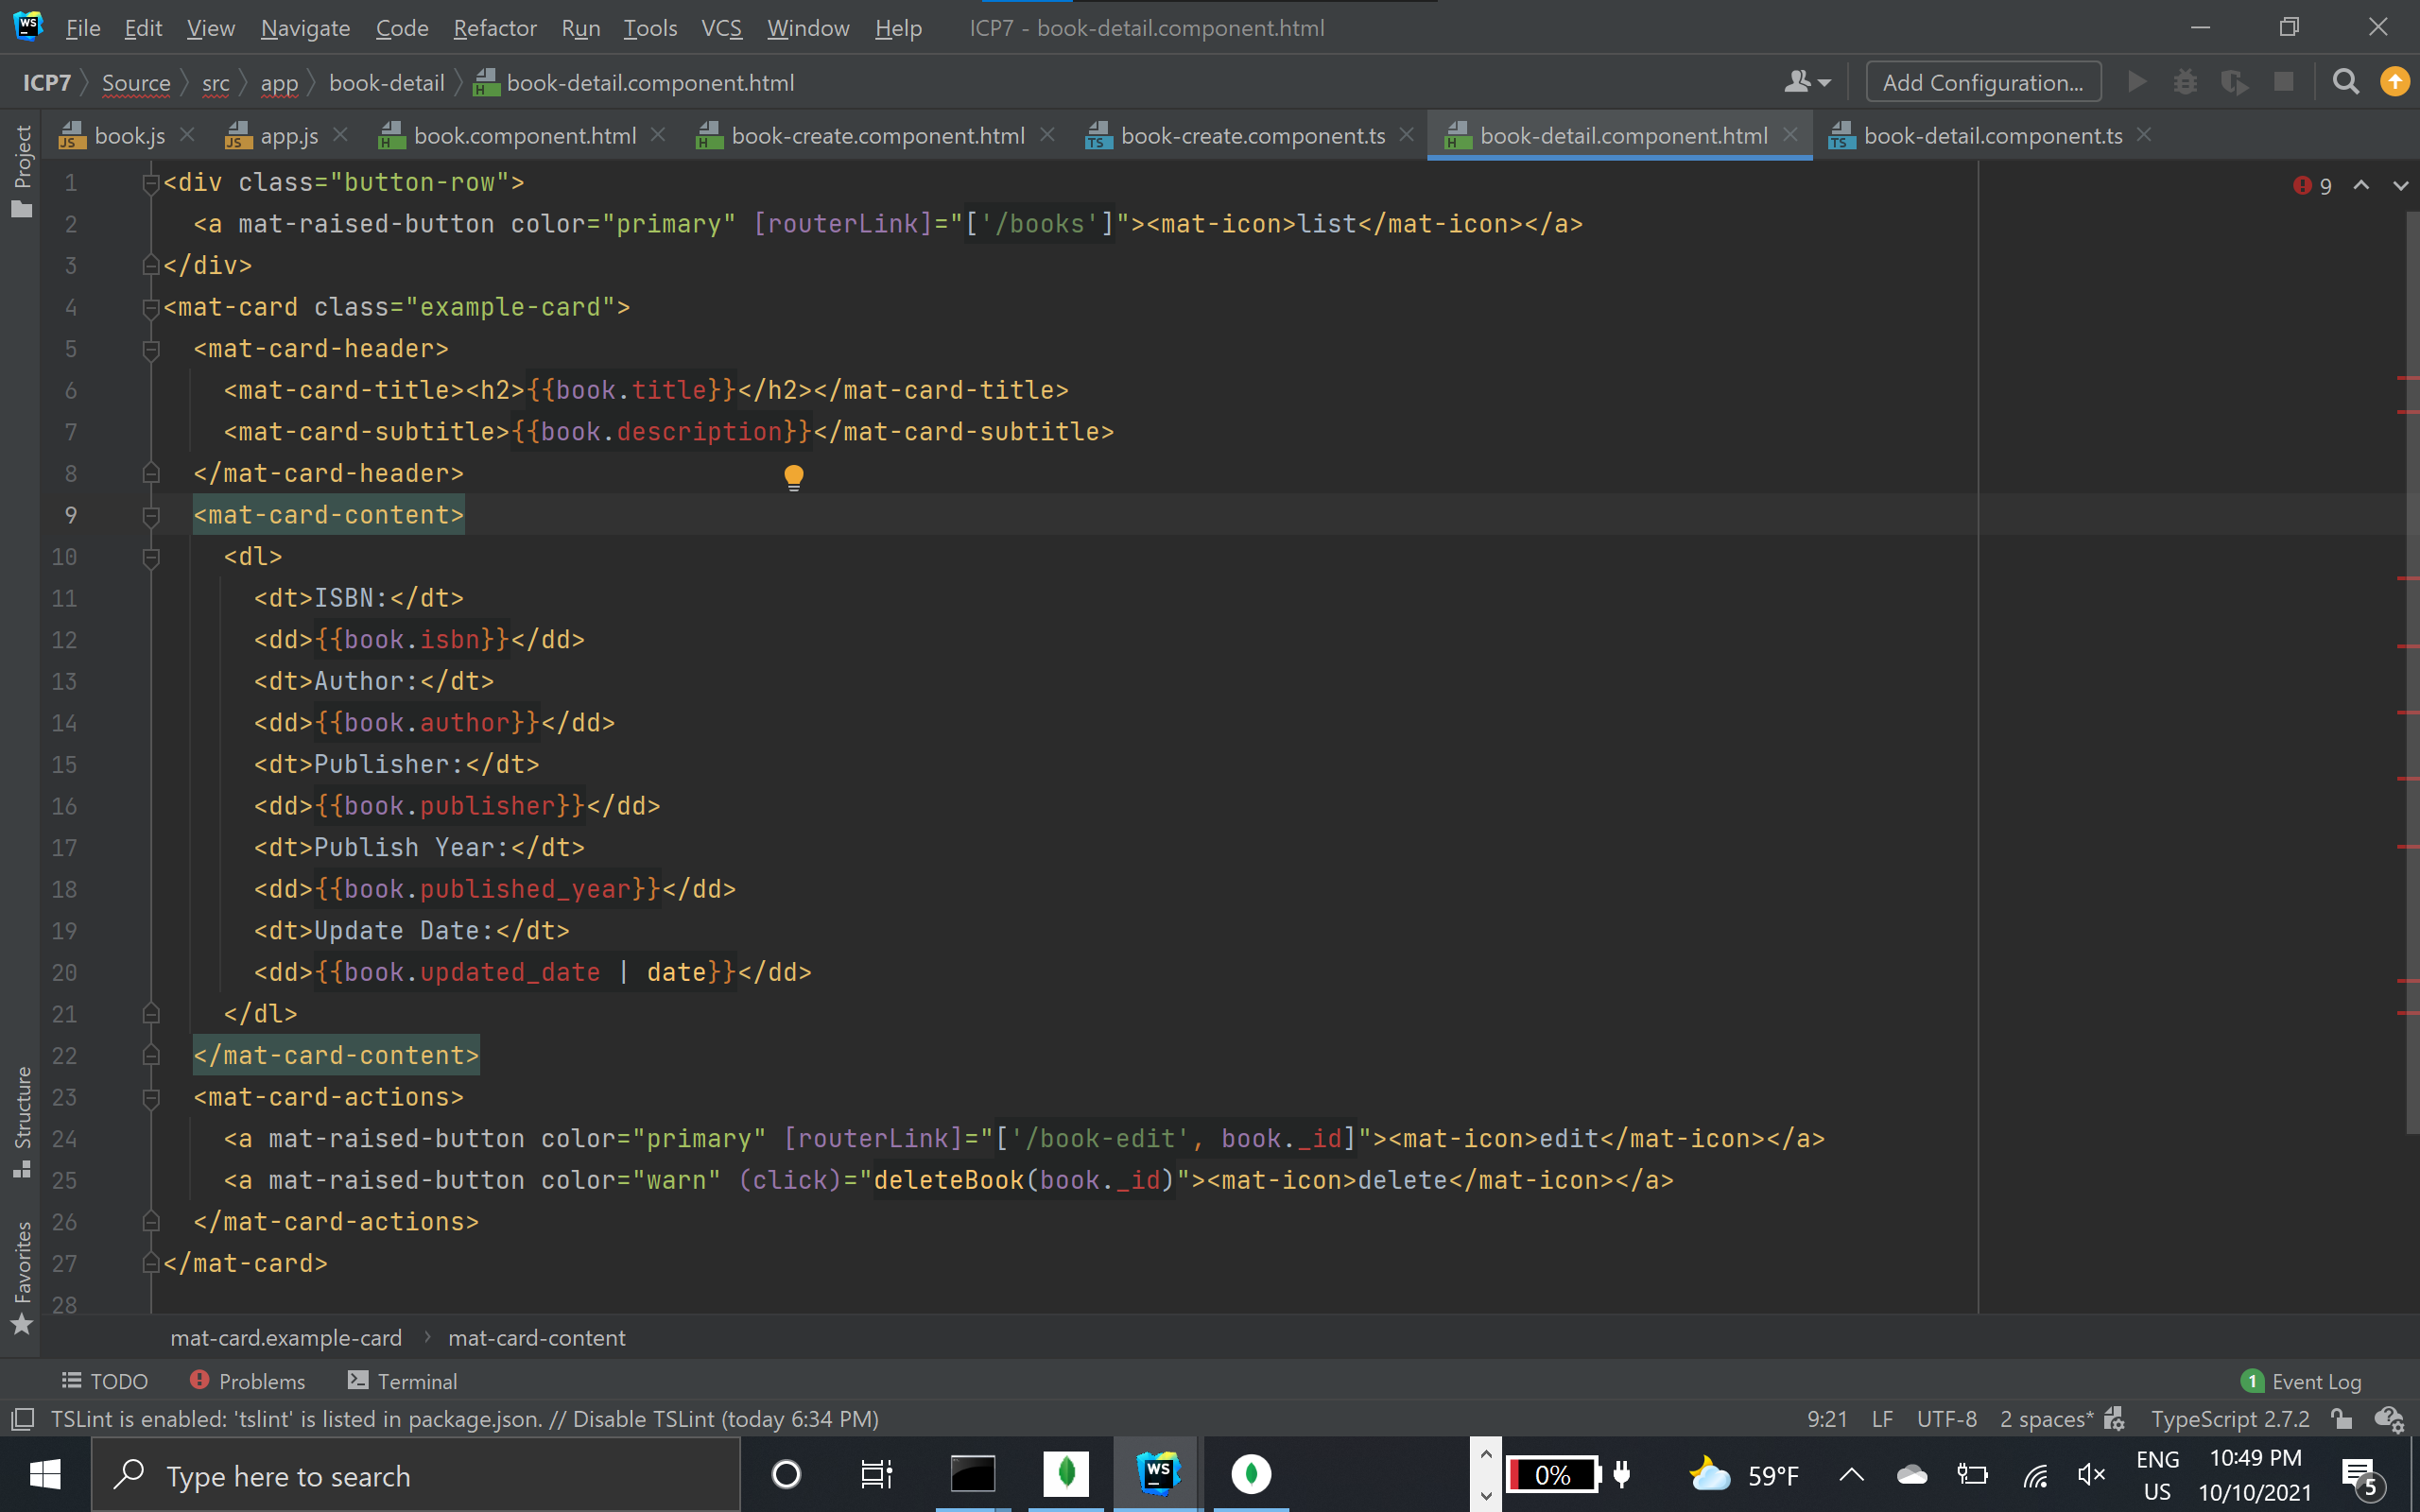 WS File Edit View Navigate Code Refactor Run Tools VCS Window Help ICP7 - book-detail.component.html
ICP7 Source src app book-detail book-detail.component.html Add Configuration...
book.js app.js book.component.html book-create.component.html book-create.component.ts book-detail.component.html book-detail.component.ts
Project
9
1 <div class="button-row">
2 <a mat-raised-button color="primary" [routerLink]="['/books']"><mat-icon>list</mat-icon></a>
3 </div>
4 <mat-card class="example-card">
5 <mat-card-header>
6 <mat-card-title><h2>{{book.title}}</h2></mat-card-title>
7 <mat-card-subtitle>{{book.description}}</mat-card-subtitle>
8 </mat-card-header>
9 <mat-card-content>
10 <dl>
11 <dt>ISBN:</dt>
12 <dd>{{book.isbn}}</dd>
13 <dt>Author:</dt>
14 <dd>{{book.author}}</dd>
15 <dt>Publisher:</dt>
16 <dd>{{book.publisher}}</dd>
17 <dt>Publish Year:</dt>
18 <dd>{{book.published_year}}</dd>
19 <dt>Update Date:</dt>
20 <dd>{{book.updated_date | date}}</dd>
21 </dl>
22 </mat-card-content>
23 <mat-card-actions>
24 <a mat-raised-button color="primary" [routerLink]="['/book-edit', book._id]"><mat-icon>edit</mat-icon></a>
25 <a mat-raised-button color="warn" (click)="deleteBook(book._id)"><mat-icon>delete</mat-icon></a>
26 </mat-card-actions>
27 </mat-card>
28
Structure
Favorites
mat-card.example-card mat-card-content
TODO Problems Terminal 1 Event Log
TSLint is enabled: 'tslint' is listed in package.json. // Disable TSLint (today 6:34 PM) 9:21 LF UTF-8 2 spaces* TypeScript 2.7.2
Type here to search WS 0% 59°F ENG US 10:49 PM 10/10/2021 5